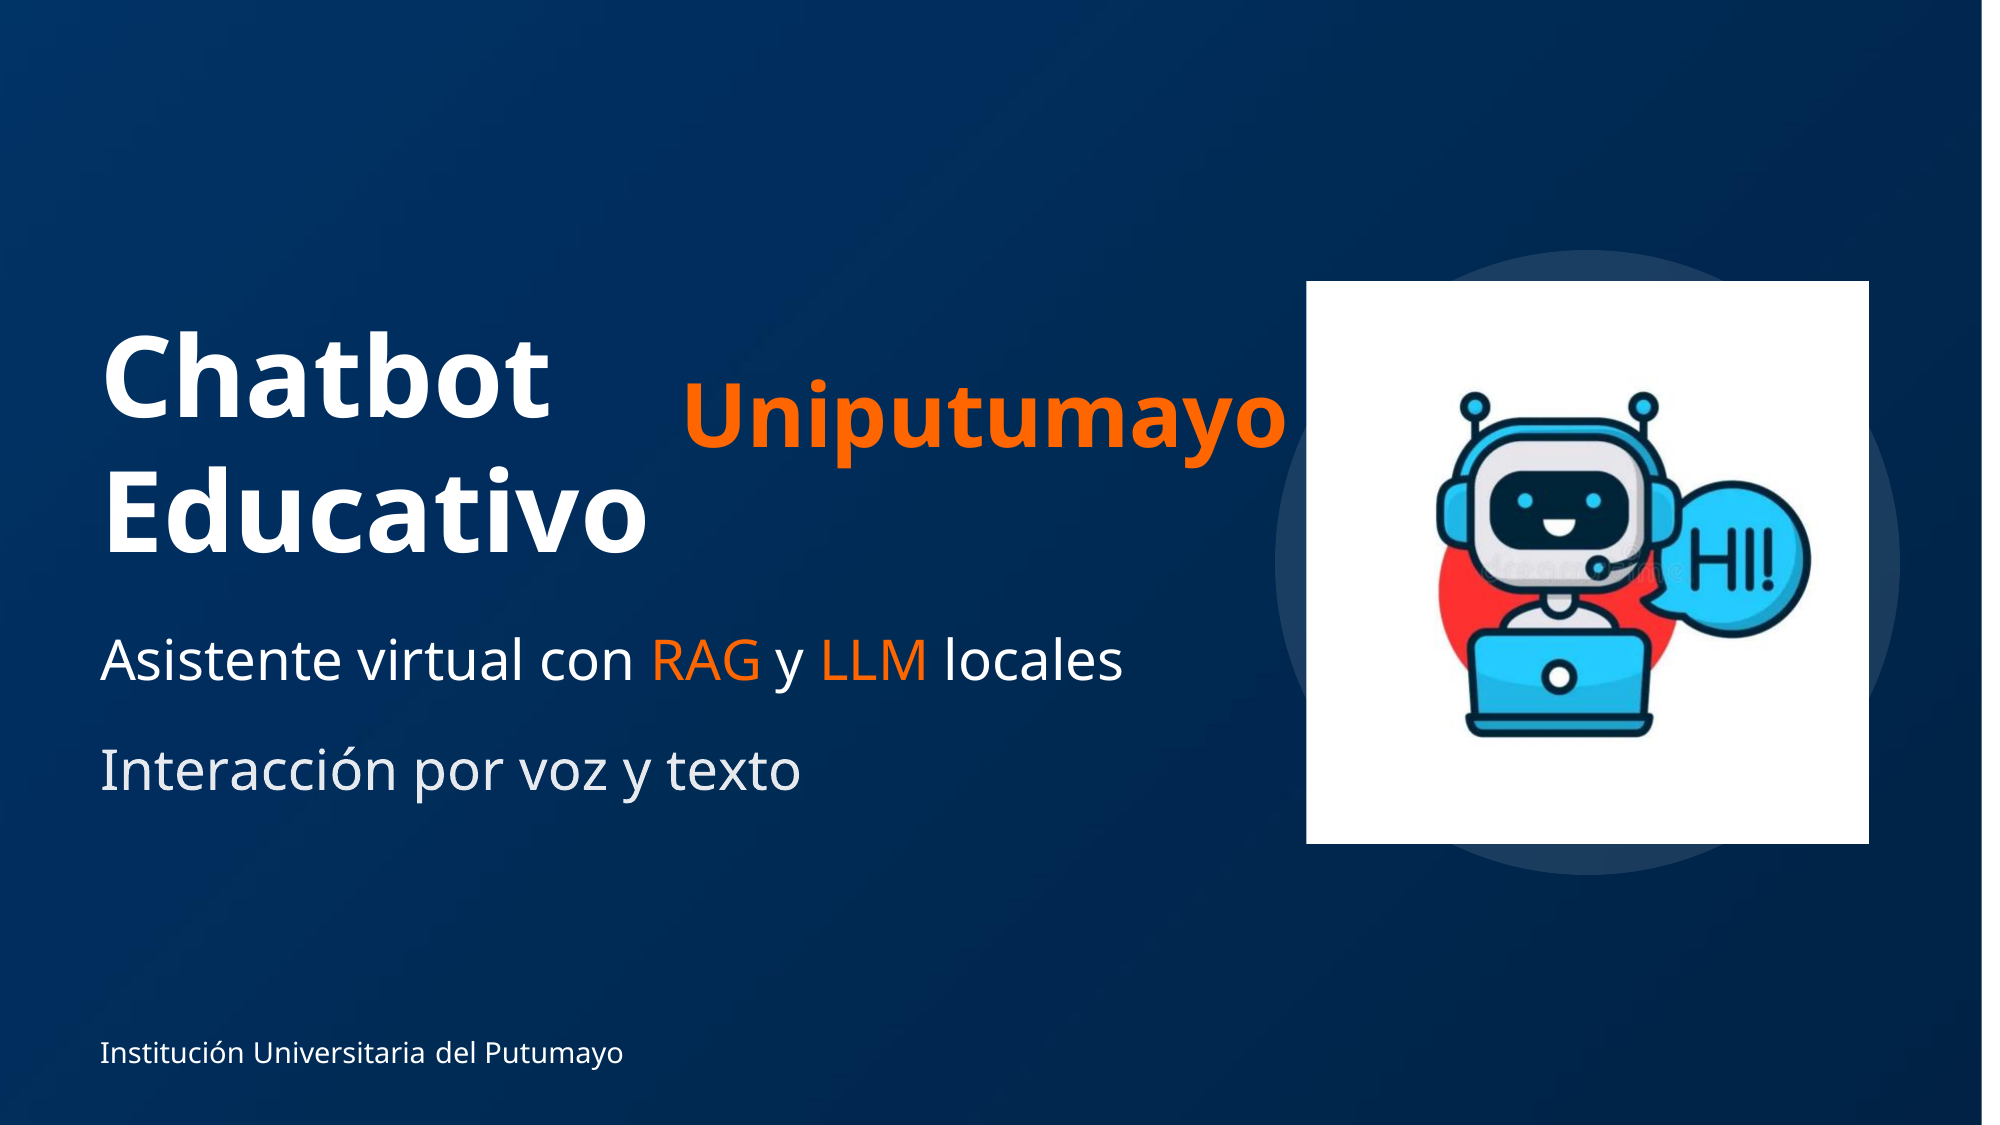 Chatbot
Educativo
Uniputumayo
Asistente virtual con RAG y LLM locales
Interacción por voz y texto
HI!
Institución Universitaria del Putumayo